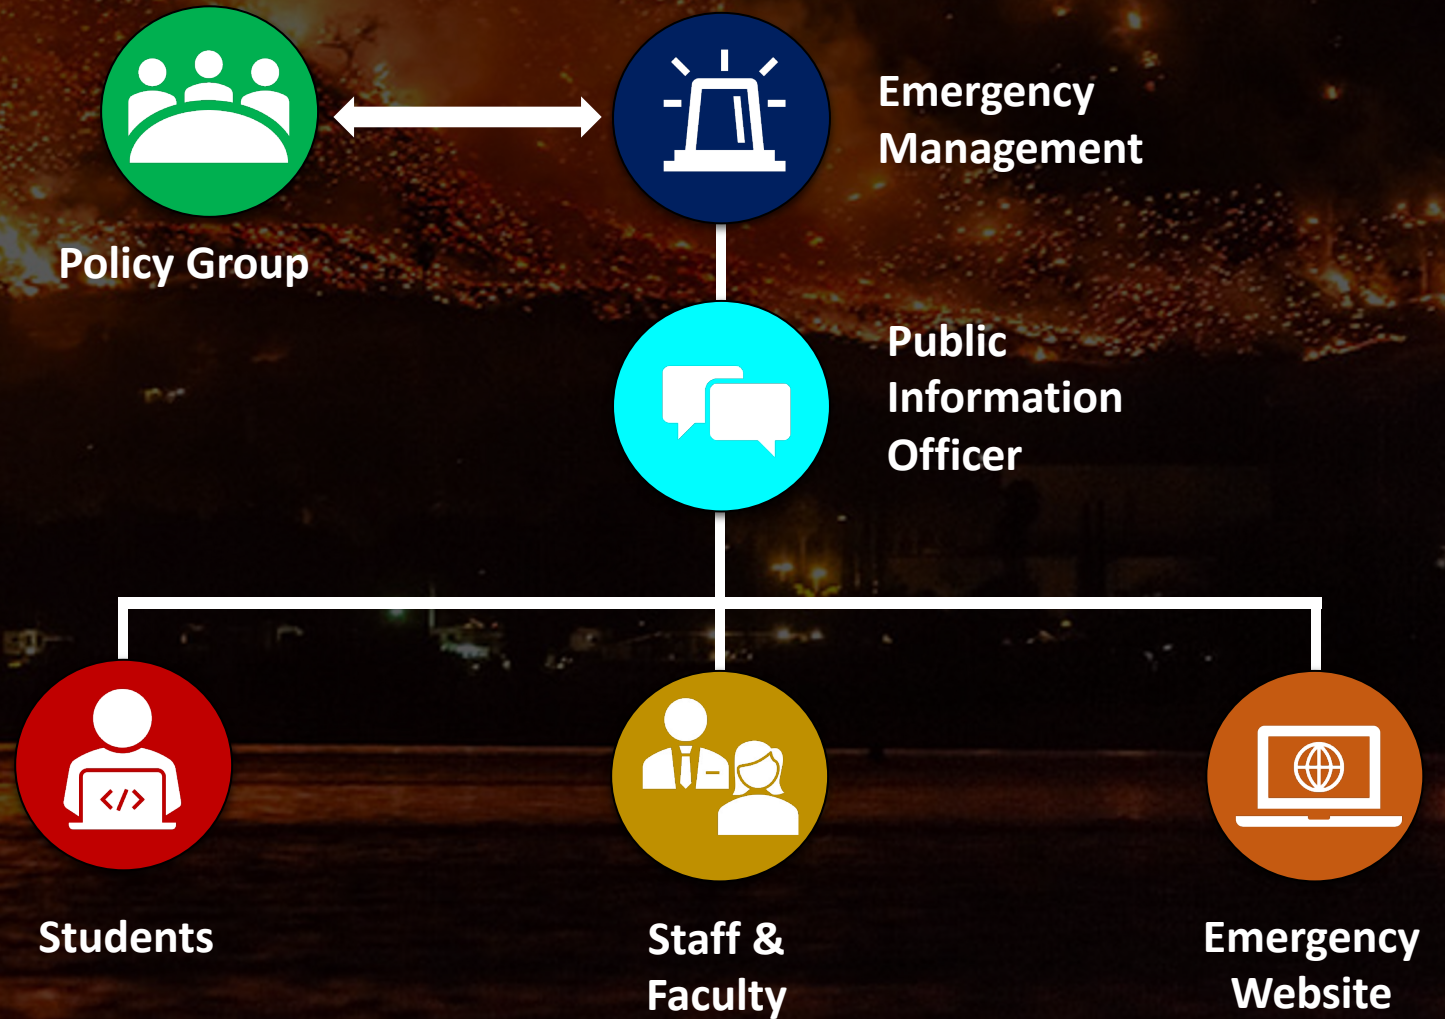 Emergency
Management
Policy Group
Public
Information
Officer
</>
Students
Staff &
Faculty
Emergency
Website